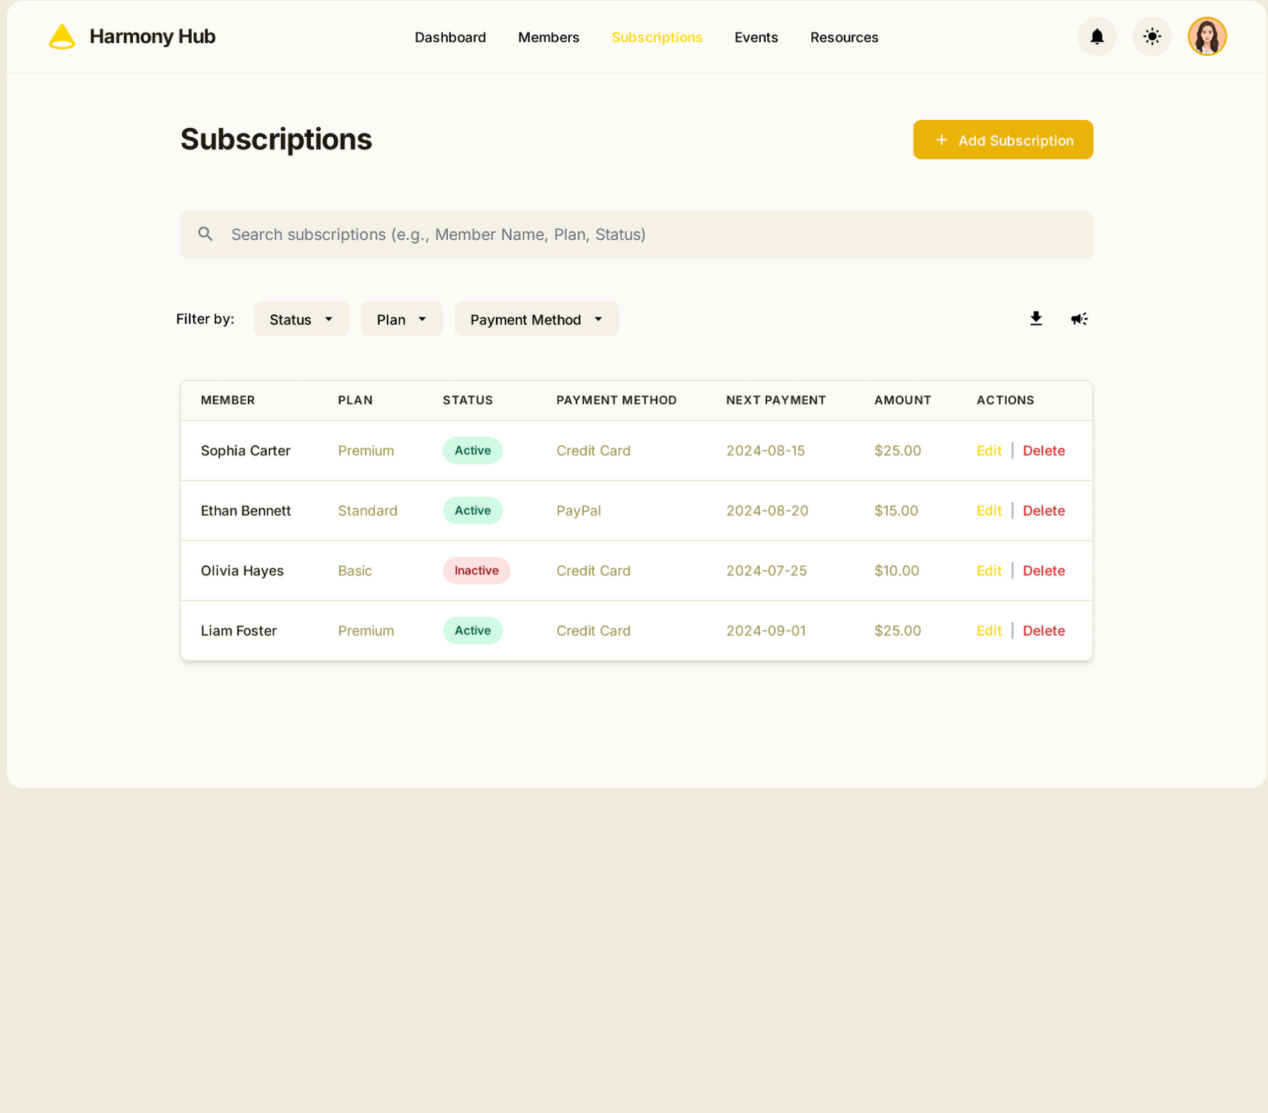 Harmony Hub
Dashboard Members Subscriptions Events Resources
Subscriptions
+ Add Subscription
Search subscriptions (e.g., Member Name, Plan, Status)
Filter by: Status Plan Payment Method
MEMBER PLAN STATUS PAYMENT METHOD NEXT PAYMENT AMOUNT ACTIONS
Sophia Carter Premium Active Credit Card 2024-08-15 $25.00 Edit | Delete
Ethan Bennett Standard Active PayPal 2024-08-20 $15.00 Edit | Delete
Olivia Hayes Basic Inactive Credit Card 2024-07-25 $10.00 Edit | Delete
Liam Foster Premium Active Credit Card 2024-09-01 $25.00 Edit | Delete